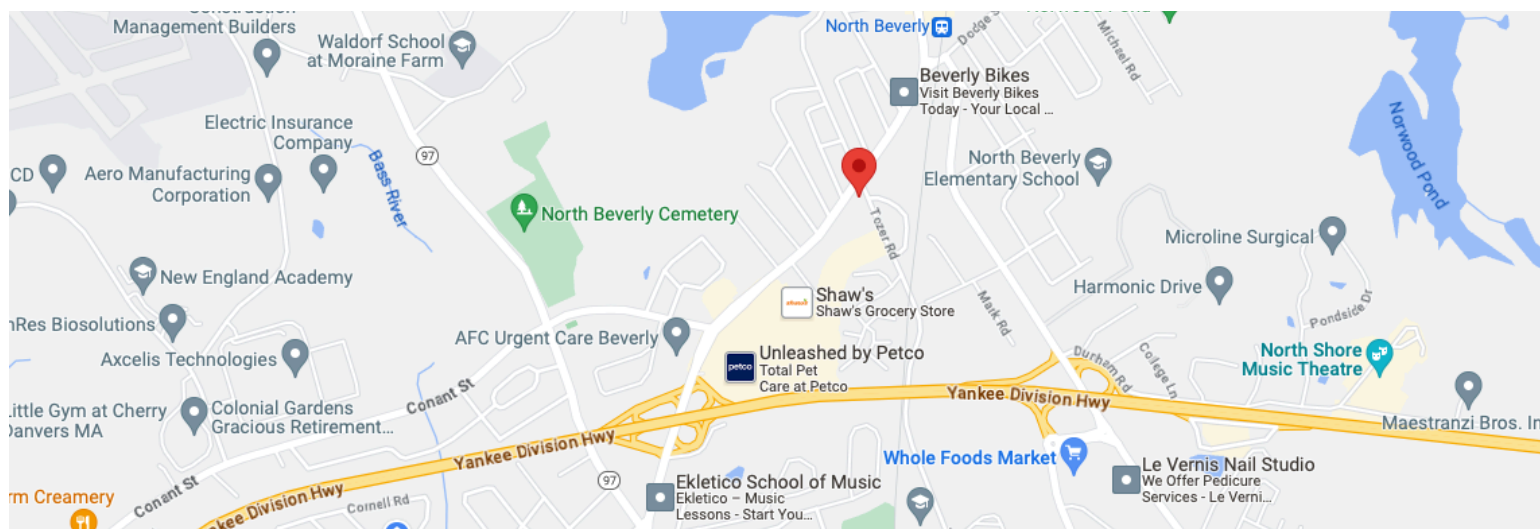 Construction
Management Builders
Waldorf School
at Moraine Farm
North Beverly
Dodge S
Michael Rd
Beverly Bikes
Visit Beverly Bikes
Today - Your Local ...
Electric Insurance
Company
97
Bass River
CD
Aero Manufacturing
Corporation
North Beverly
Elementary School
Norwood Pond
North Beverly Cemetery
Tozer Rd
Microline Surgical
New England Academy
Harmonic Drive
Shaw's
Shaw's Grocery Store
Mark Rd
Pondside Dr
nRes Biosolutions
AFC Urgent Care Beverly
Axcelis Technologies
Unleashed by Petco
Total Pet
Care at Petco
petco
Durham Rd
College Ln
North Shore
Music Theatre
Conant St
Yankee Division Hwy
Little Gym at Cherry
Danvers MA
Colonial Gardens
Gracious Retirement...
Maestranzi Bros. In
Yankee Division Hwy
Whole Foods Market
Le Vernis Nail Studio
We Offer Pedicure
Services - Le Verni...
97
Ekletico School of Music
Ekletico – Music
Lessons - Start You...
Conant St
Cornell Rd
rm Creamery
Yankee Division Hwy